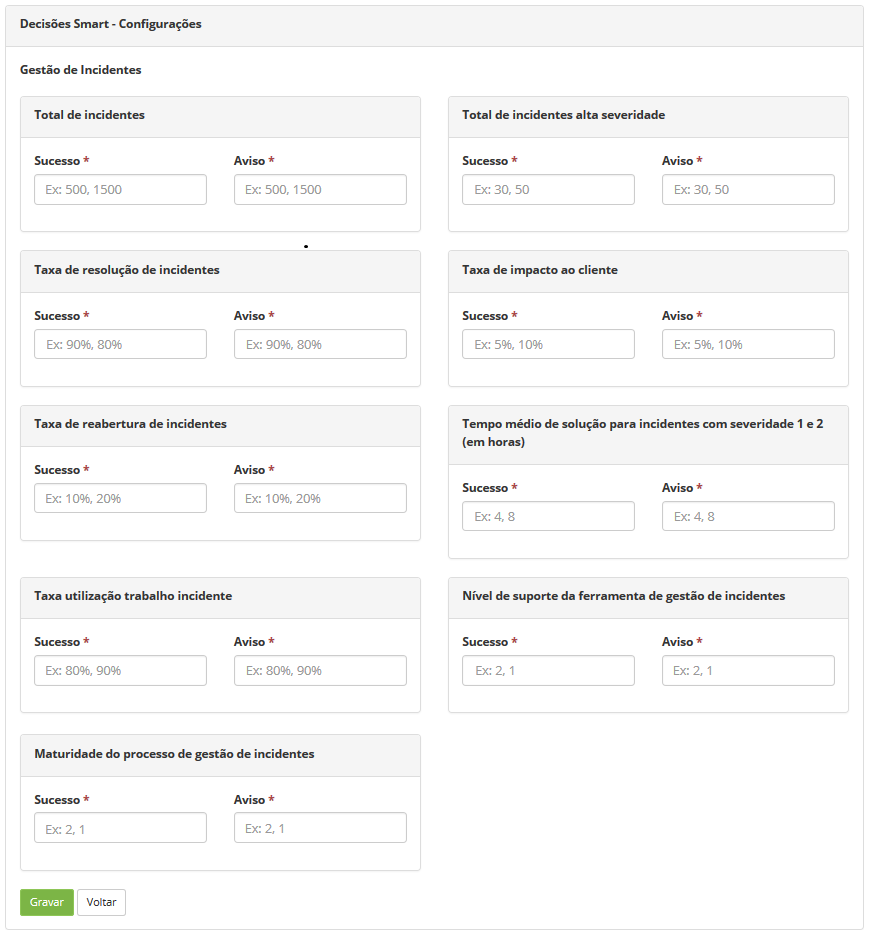 Decisões Smart - Configurações
Gestão de Incidentes
Total de incidentes
Sucesso *
Aviso *
Ex: 500, 1500
Ex: 500, 1500
Total de incidentes alta severidade
Sucesso *
Aviso *
Ex: 30, 50
Ex: 30, 50
Taxa de resolução de incidentes
Sucesso *
Aviso *
Ex: 90%, 80%
Ex: 90%, 80%
Taxa de impacto ao cliente
Sucesso *
Aviso *
Ex: 5%, 10%
Ex: 5%, 10%
Taxa de reabertura de incidentes
Sucesso *
Aviso *
Ex: 10%, 20%
Ex: 10%, 20%
Tempo médio de solução para incidentes com severidade 1 e 2
(em horas)
Sucesso *
Aviso *
Ex: 4, 8
Ex: 4, 8
Taxa utilização trabalho incidente
Sucesso *
Aviso *
Ex: 80%, 90%
Ex: 80%, 90%
Nível de suporte da ferramenta de gestão de incidentes
Sucesso *
Aviso *
Ex: 2, 1
Ex: 2, 1
Maturidade do processo de gestão de incidentes
Sucesso *
Aviso *
Ex: 2, 1
Ex: 2, 1
Gravar
Voltar